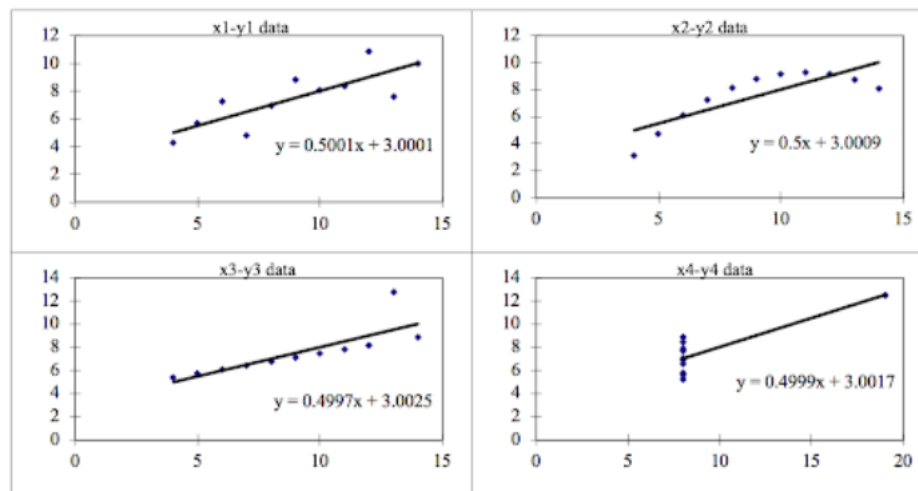 x1-y1 data
12
10
8
6
4
2
0
y = 0.5001x + 3.0001
0 5 10 15
x2-y2 data
12
10
8
6
4
2
0
y = 0.5x + 3.0009
0 5 10 15
x3-y3 data
14
12
10
8
6
4
2
0
y = 0.4997x + 3.0025
0 5 10 15
x4-y4 data
14
12
10
8
6
4
2
0
y = 0.4999x + 3.0017
0 5 10 15 20